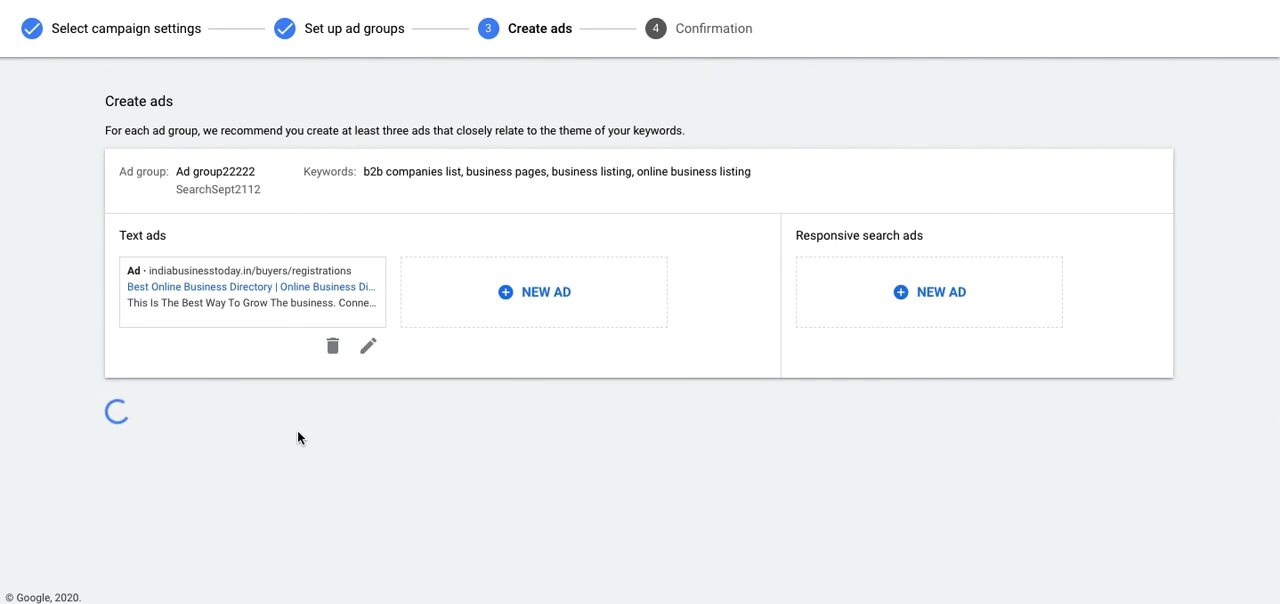 Select campaign settings
Set up ad groups
3 Create ads
4 Confirmation
Create ads
For each ad group, we recommend you create at least three ads that closely relate to the theme of your keywords.
Ad group: Ad group22222 Keywords: b2b companies list, business pages, business listing, online business listing
SearchSept2112
Text ads
Ad · indiabusinesstoday.in/buyers/registrations
Best Online Business Directory | Online Business Di...
This Is The Best Way To Grow The business. Conne...
NEW AD
Responsive search ads
NEW AD
© Google, 2020.